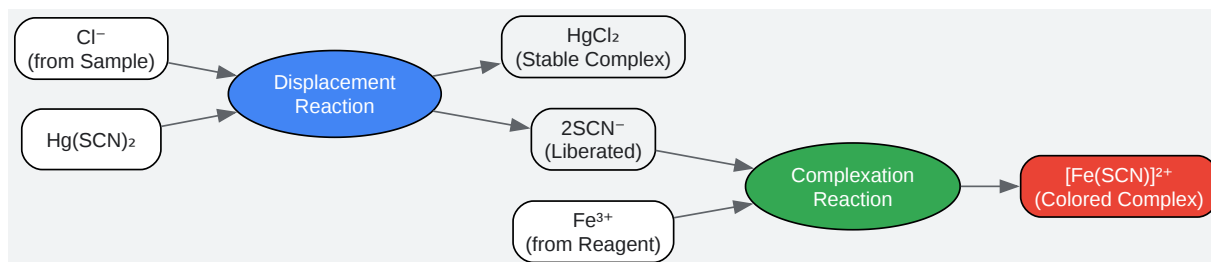 Cl⁻
(from Sample)
Hg(SCN)₂
Displacement
Reaction
HgCl₂
(Stable Complex)
2SCN⁻
(Liberated)
Fe³⁺
(from Reagent)
Complexation
Reaction
[Fe(SCN)]²⁺
(Colored Complex)